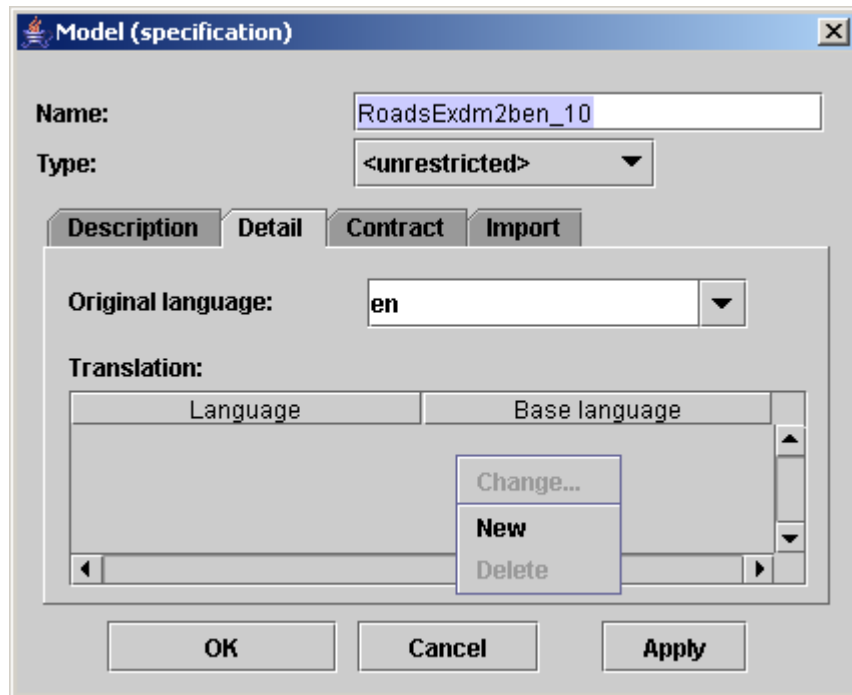 Model (specification)
Name: RoadsExdm2ben_10
Type: <unrestricted>
Description Detail Contract Import
Original language: en
Translation:
Language Base language
Change...
New
Delete
OK Cancel Apply